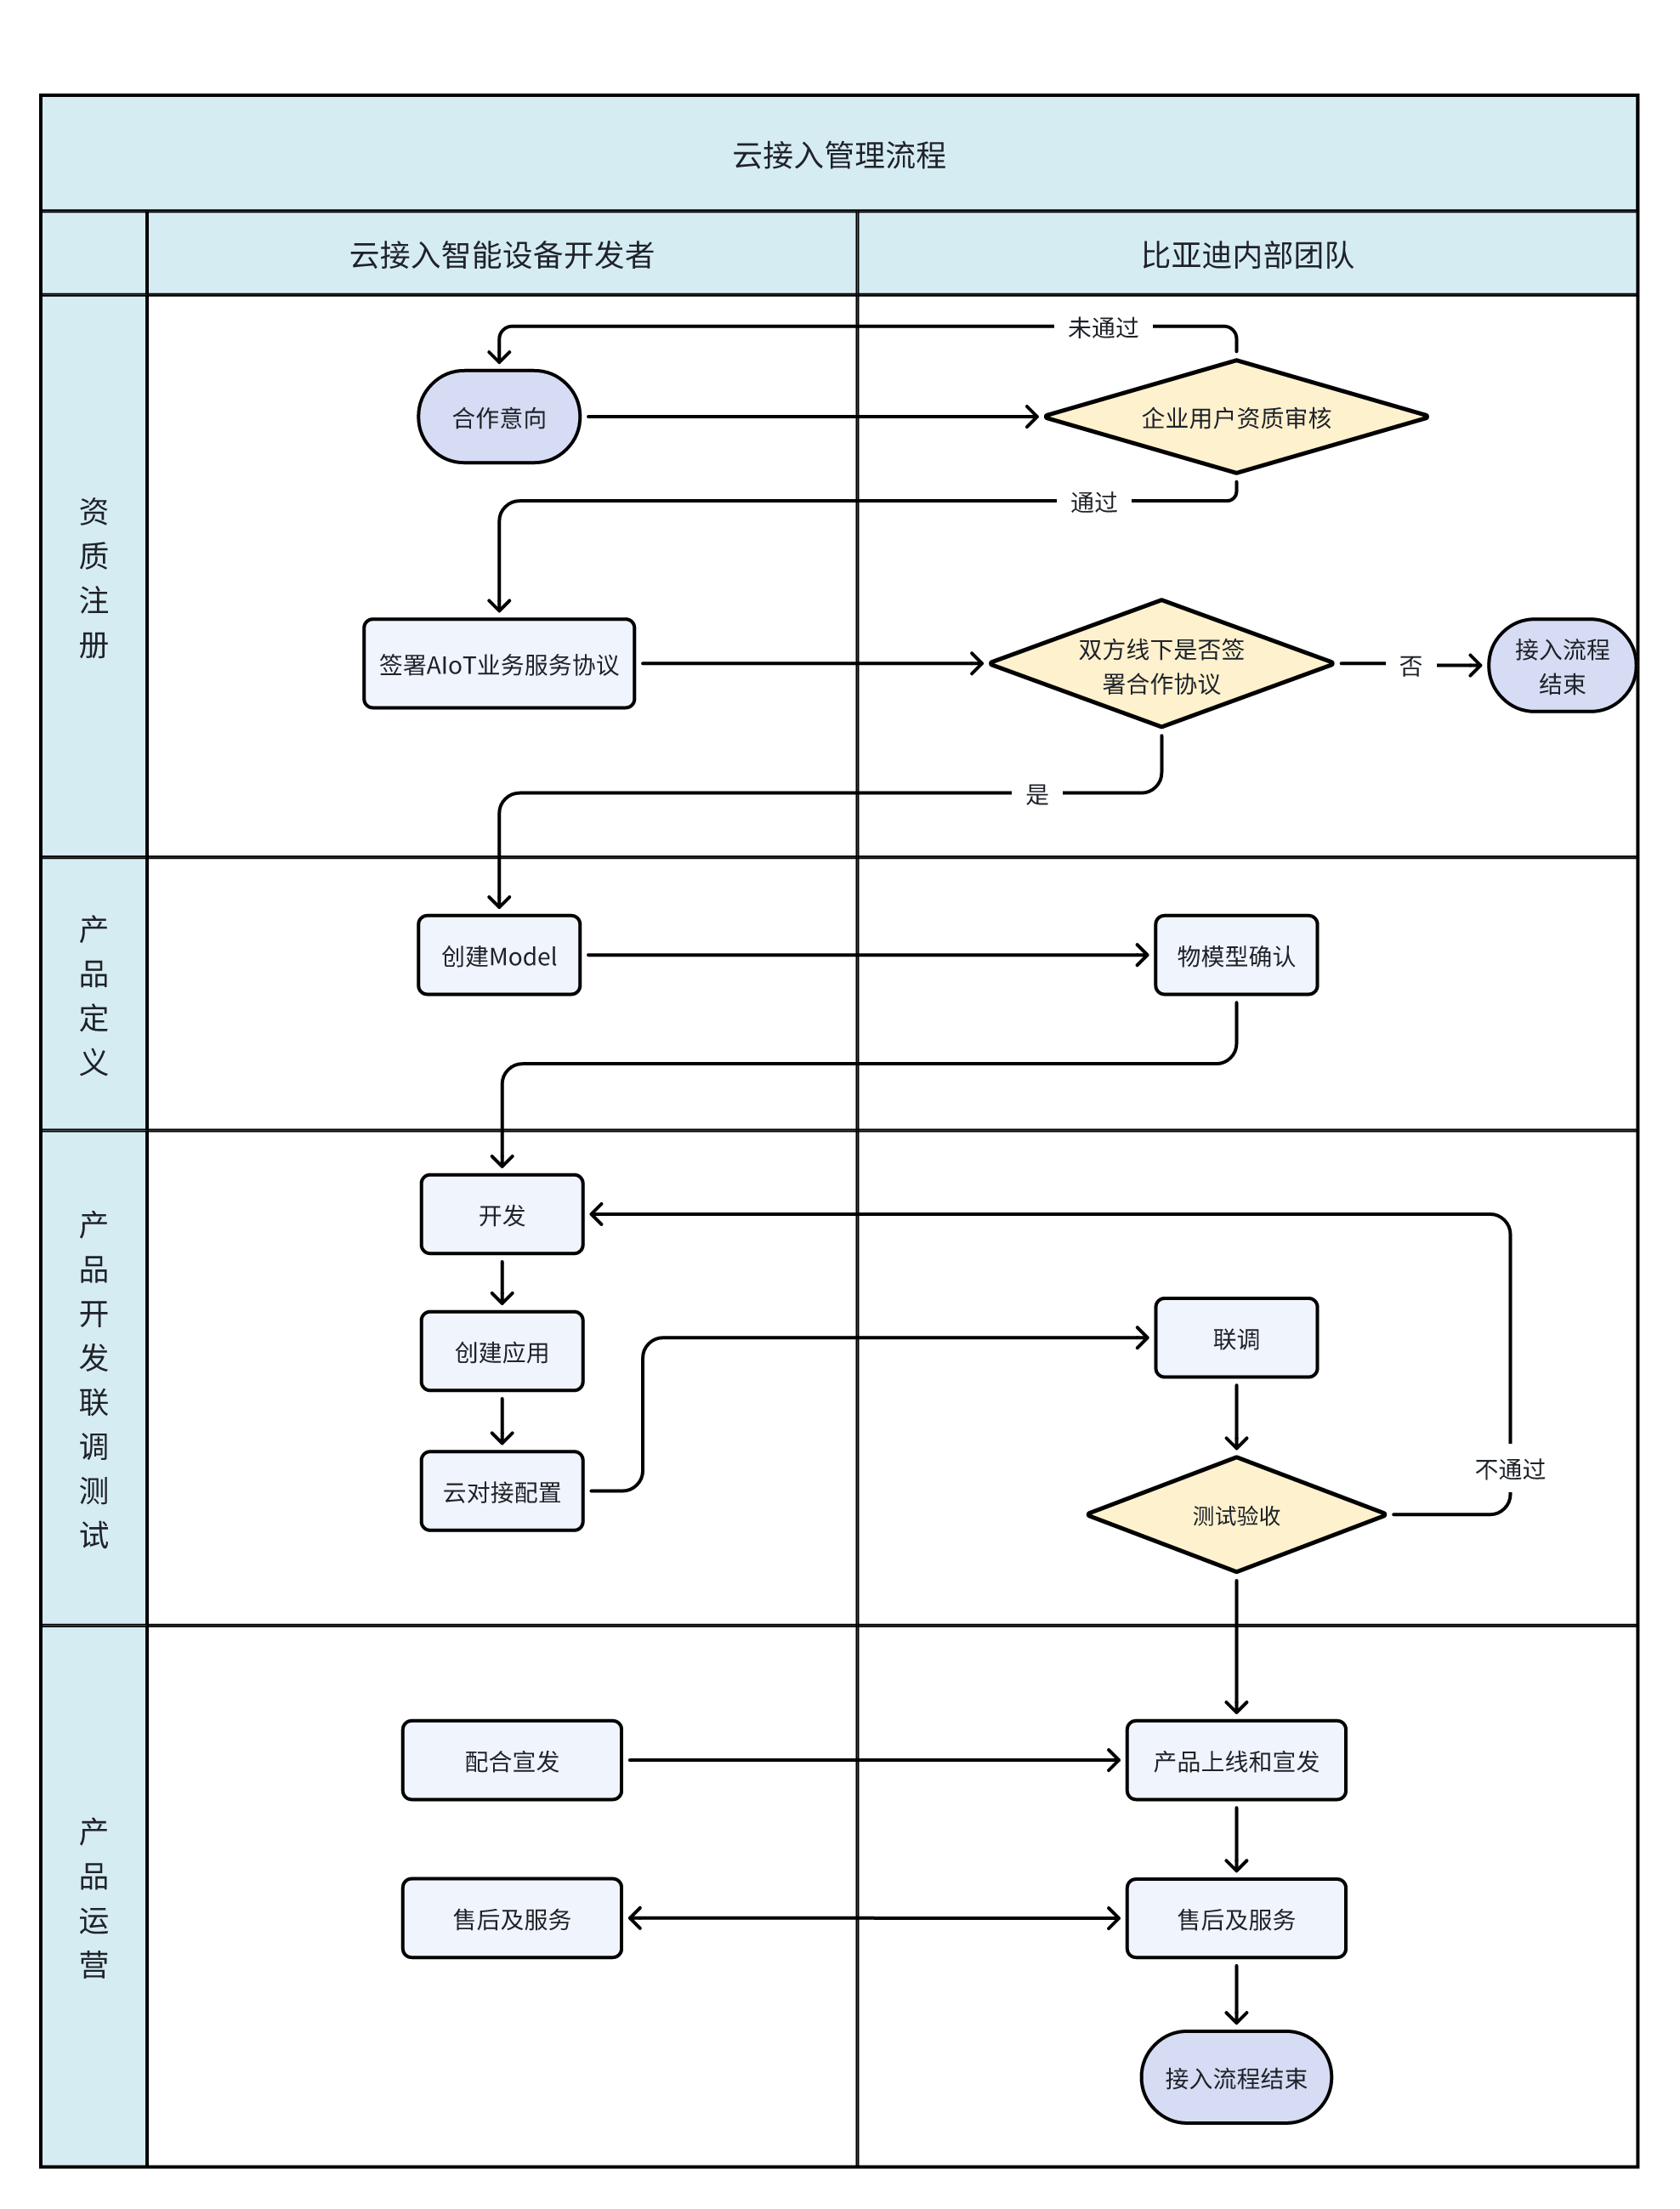 云接入管理流程
云接入智能设备开发者
比亚迪内部团队
资质注册
未通过
合作意向
企业用户资质审核
通过
签署AIoT业务服务协议
双方线下是否签
署合作协议
否
接入流程
结束
是
产品定义
创建Model
物模型确认
产品开发联调测试
开发
创建应用
联调
云对接配置
不通过
测试验收
产品运营
配合宣发
产品上线和宣发
售后及服务
售后及服务
接入流程结束